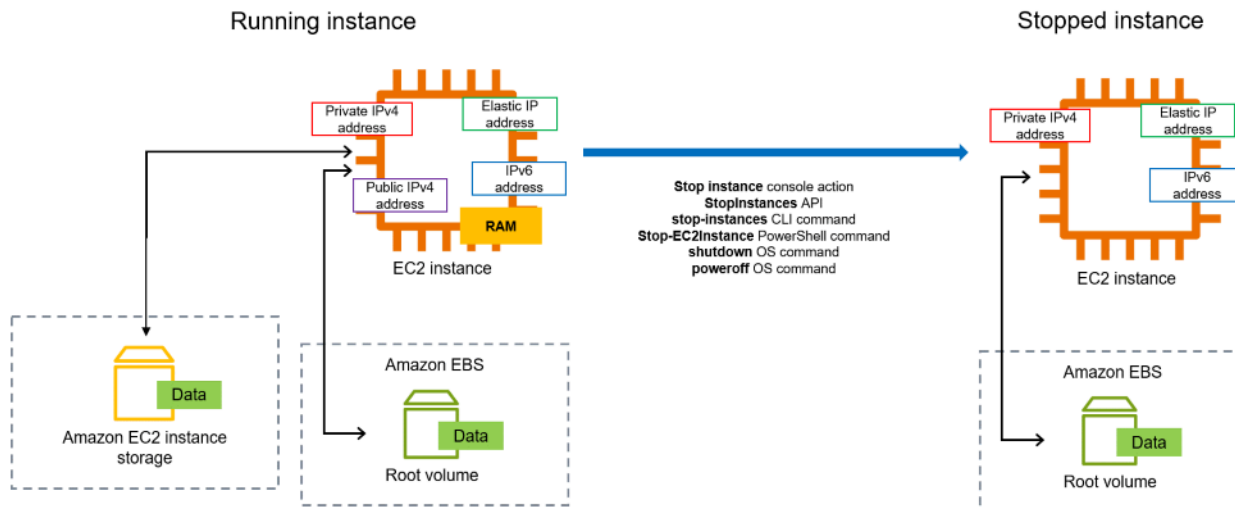 Running instance
Stopped instance
Private IPv4
address
Elastic IP
address
Public IPv4
address
IPv6
address
RAM
EC2 instance
Stop instance console action
StopInstances API
stop-instances CLI command
Stop-EC2Instance PowerShell command
shutdown OS command
poweroff OS command
Private IPv4
address
Elastic IP
address
IPv6
address
EC2 instance
Data
Amazon EC2 instance
storage
Amazon EBS
Data
Root volume
Amazon EBS
Data
Root volume